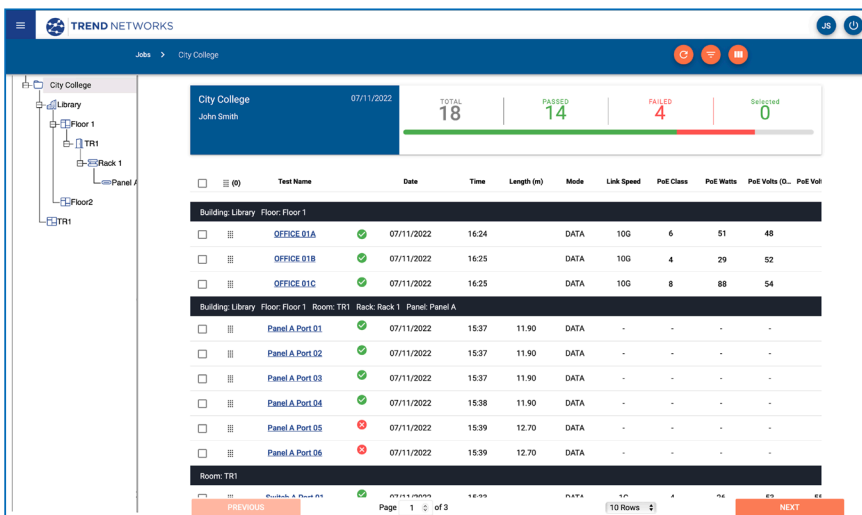 TREND NETWORKS
JS
Jobs > City College
City College
Library
Floor 1
TR1
Rack 1
Panel A
Floor2
TR1
City College 07/11/2022
John Smith
TOTAL PASSED FAILED Selected
18 14 4 0
(0) Test Name Date Time Length (m) Mode Link Speed PoE Class PoE Watts PoE Volts (O... PoE Volt
Building: Library Floor: Floor 1
OFFICE 01A 07/11/2022 16:24 DATA 10G 6 51 48
OFFICE 01B 07/11/2022 16:25 DATA 10G 4 29 52
OFFICE 01C 07/11/2022 16:25 DATA 10G 8 88 54
Building: Library Floor: Floor 1 Room: TR1 Rack: Rack 1 Panel: Panel A
Panel A Port 01 07/11/2022 15:37 11.90 DATA - - - -
Panel A Port 02 07/11/2022 15:37 11.90 DATA - - - -
Panel A Port 03 07/11/2022 15:37 11.90 DATA - - - -
Panel A Port 04 07/11/2022 15:38 11.90 DATA - - - -
Panel A Port 05 07/11/2022 15:39 12.70 DATA - - - -
Panel A Port 06 07/11/2022 15:39 12.70 DATA - - - -
Room: TR1
Switch A Port 01 07/11/2022 DATA 1G 4
PREVIOUS Page 1 of 3 10 Rows NEXT